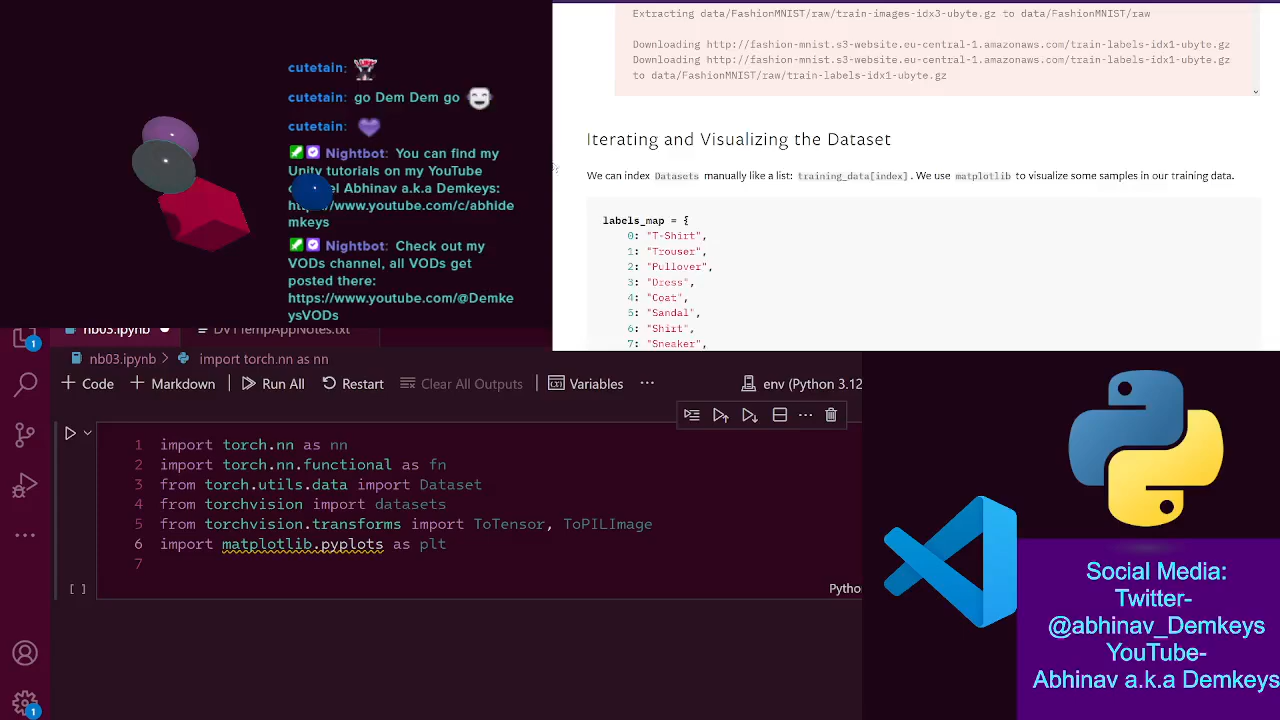 cutetain:
cutetain: go Dem Dem go
cutetain:
Nightbot: You can find my
Unity tutorials on my YouTube
Abhinav a.k.a Demkeys:
youtube.com/c/abhide
mkeys
Nightbot: Check out my
VODs channel, all VODs get
posted there:
https://www.youtube.com/@Demke
ysVODs
Extracting data/FashionMNIST/raw/train-images-idx3-ubyte.gz to data/FashionMNIST/raw
Downloading http://fashion-mnist.s3-website.eu-central-1.amazonaws.com/train-labels-idx1-ubyte.gz
Downloading http://fashion-mnist.s3-website.eu-central-1.amazonaws.com/train-labels-idx1-ubyte.gz
to data/FashionMNIST/raw/train-labels-idx1-ubyte.gz
Iterating and Visualizing the Dataset
We can index Datasets manually like a list: training_data[index]. We use matplotlib to visualize some samples in our training data.
labels_map = {
0: "T-Shirt",
1: "Trouser",
2: "Pullover",
3: "Dress",
4: "Coat",
5: "Sandal",
6: "Shirt",
7: "Sneaker",
nb03.ipynb
DVTTempAppNotes.txt
1
nb03.ipynb > import torch.nn as nn
+ Code + Markdown Run All Restart Clear All Outputs Variables ... env (Python 3.12
1 import torch.nn as nn
2 import torch.nn.functional as fn
3 from torch.utils.data import Dataset
4 from torchvision import datasets
5 from torchvision.transforms import ToTensor, ToPILImage
6 import matplotlib.pyplots as plt
7
[ ]
Pytho
1
Social Media:
Twitter-
@abhinav_Demkeys
YouTube-
Abhinav a.k.a Demkeys